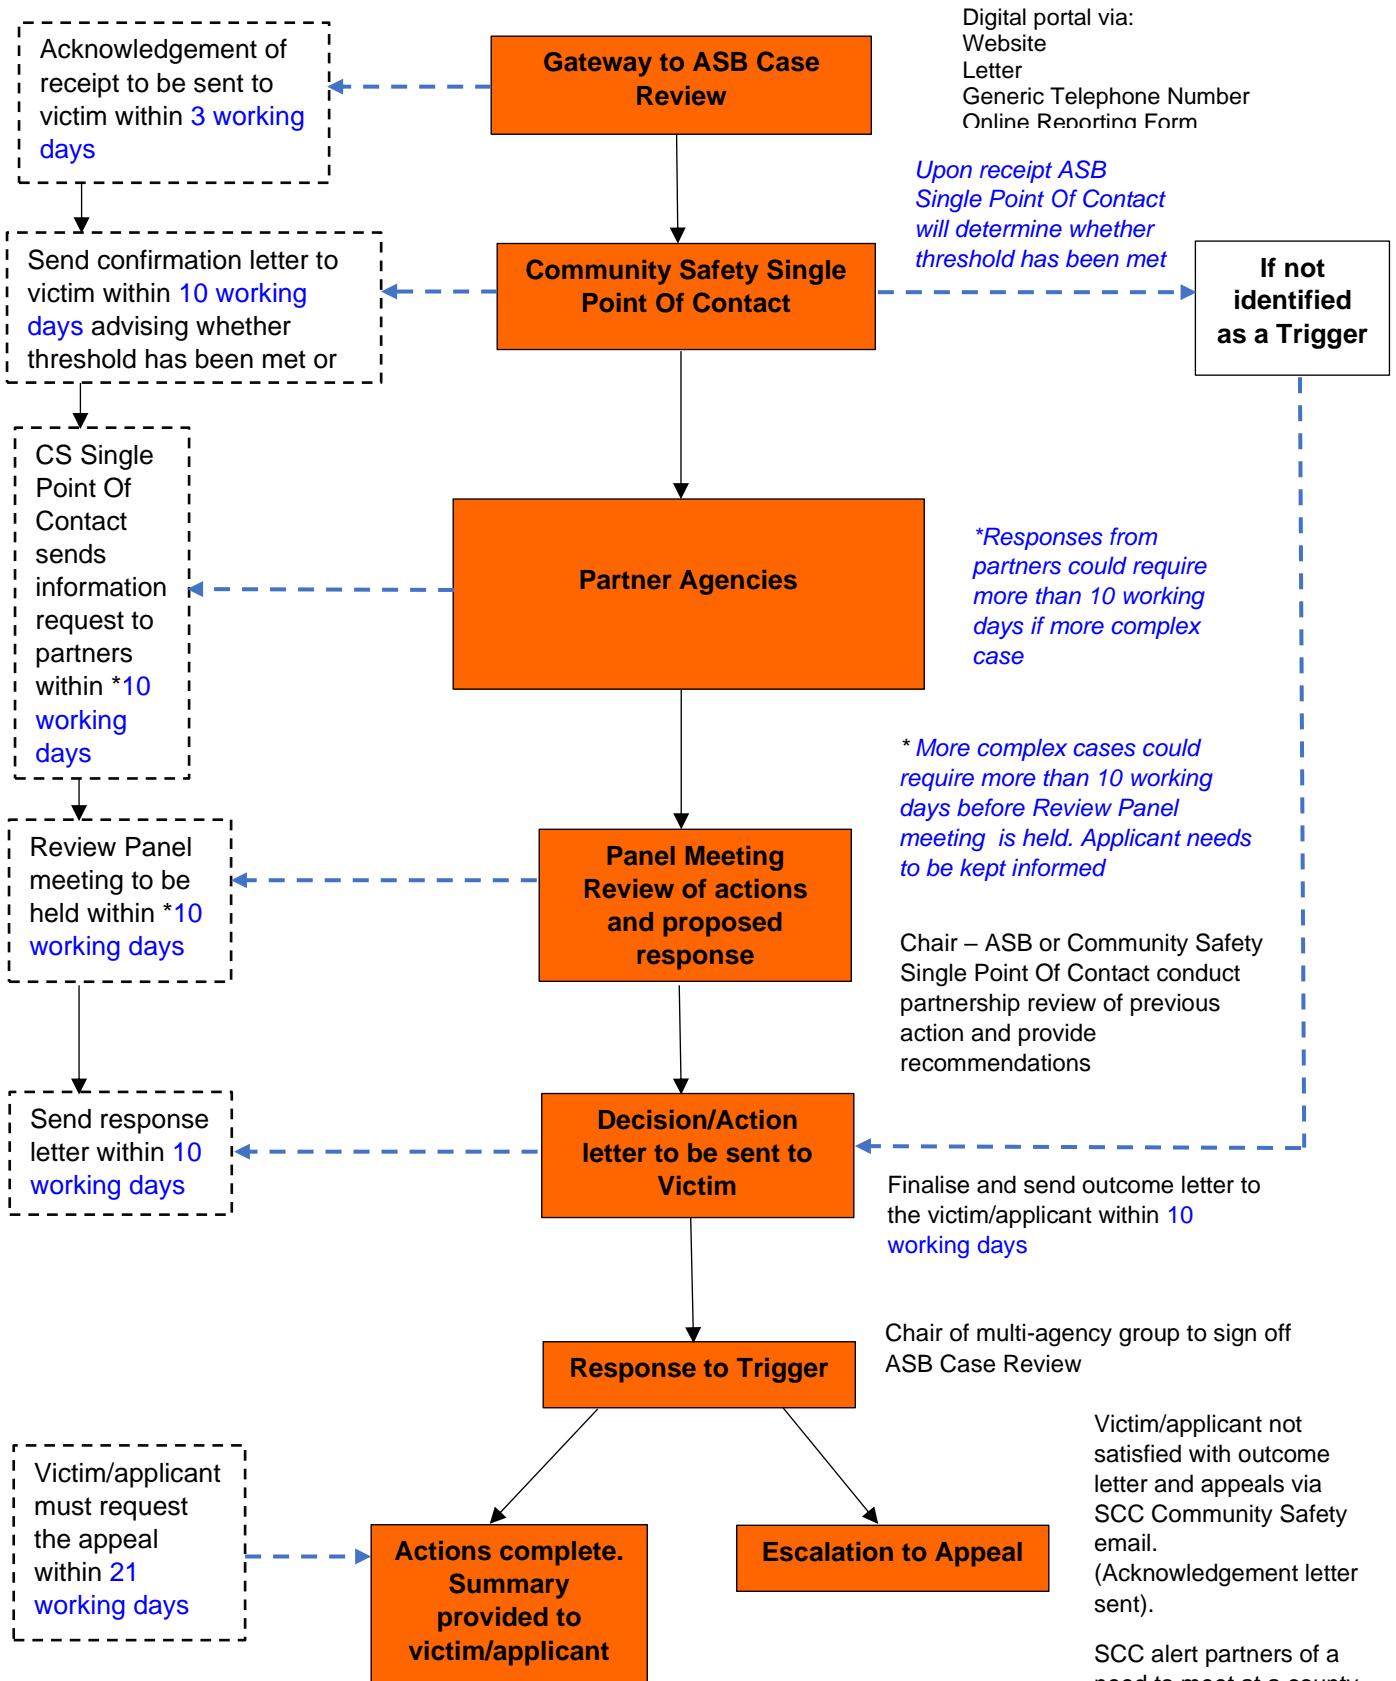 Digital portal via:
Website
Letter
Generic Telephone Number
Online Reporting Form
Acknowledgement of
receipt to be sent to
victim within 3 working
days
Gateway to ASB Case
Review
Upon receipt ASB
Single Point Of Contact
will determine whether
threshold has been met
Send confirmation letter to
victim within 10 working
days advising whether
threshold has been met or
Community Safety Single
Point Of Contact
If not
identified
as a Trigger
CS Single
Point Of
Contact
sends
information
request to
partners
within *10
working
days
Partner Agencies
*Responses from
partners could require
more than 10 working
days if more complex
case
* More complex cases could
require more than 10 working
days before Review Panel
meeting is held. Applicant needs
to be kept informed
Review Panel
meeting to be
held within *10
working days
Panel Meeting
Review of actions
and proposed
response
Chair – ASB or Community Safety
Single Point Of Contact conduct
partnership review of previous
action and provide
recommendations
Send response
letter within 10
working days
Decision/Action
letter to be sent to
Victim
Finalise and send outcome letter to
the victim/applicant within 10
working days
Chair of multi-agency group to sign off
ASB Case Review
Response to Trigger
Victim/applicant
must request
the appeal
within 21
working days
Actions complete.
Summary
provided to
victim/applicant
Escalation to Appeal
Victim/applicant not
satisfied with outcome
letter and appeals via
SCC Community Safety
email.
(Acknowledgement letter
sent).
SCC alert partners of a
need to meet at a county